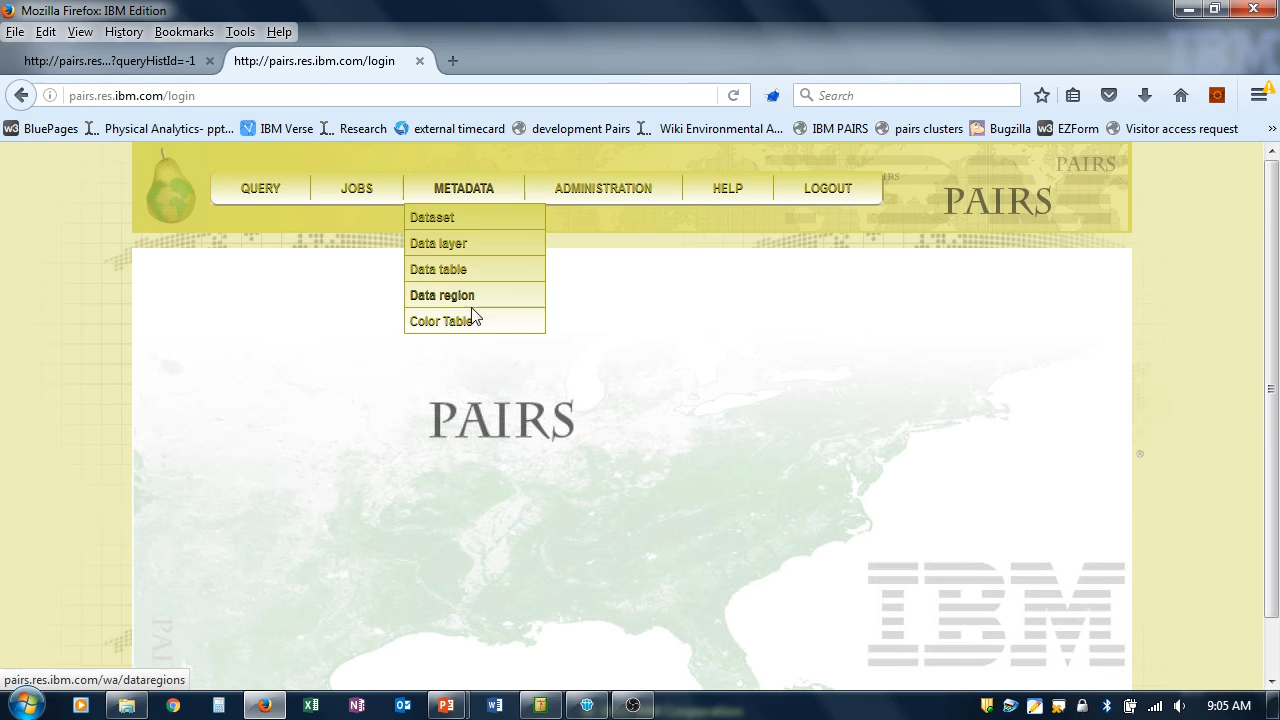 Mozilla Firefox: IBM Edition
File Edit View History Bookmarks Tools Help
http://pairs.res...?queryHistId=-1
http://pairs.res.ibm.com/login
pairs.res.ibm.com/login
Search
w3 BluePages Physical Analytics- ppt... IBM Verse Research external timecard development Pairs Wiki Environmental A... IBM PAIRS pairs clusters Bugzilla w3 EZForm Visitor access request
PAIRS
QUERY JOBS METADATA ADMINISTRATION HELP LOGOUT
PAIRS
Dataset
Data layer
Data table
Data region
Color Table
PAIRS
IBM
pairs.res.ibm.com/wa/dataregions
9:05 AM